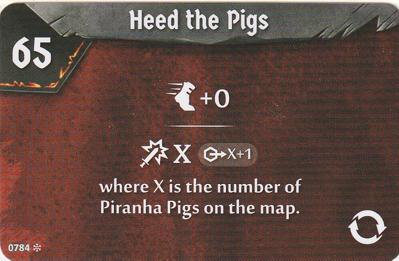 Heed the Pigs
65
+0
X X+1
where X is the number of
Piranha Pigs on the map.
0784